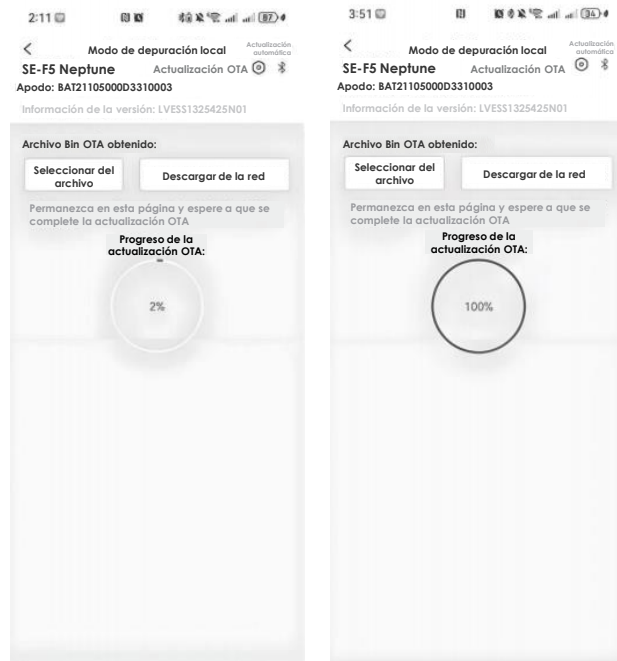 2:11
87
Modo de depuración local
Actualización
automática
SE-F5 Neptune
Actualización OTA
Apodo: BAT21105000D3310003
Información de la versión: LVESS1325425N01
Archivo Bin OTA obtenido:
Seleccionar del
archivo
Descargar de la red
Permanezca en esta página y espere a que se
complete la actualización OTA
Progreso de la
actualización OTA:
2%
3:51
34
Modo de depuración local
Actualización
automática
SE-F5 Neptune
Actualización OTA
Apodo: BAT21105000D3310003
Información de la versión: LVESS1325425N01
Archivo Bin OTA obtenido:
Seleccionar del
archivo
Descargar de la red
Permanezca en esta página y espere a que se
complete la actualización OTA
Progreso de la
actualización OTA:
100%